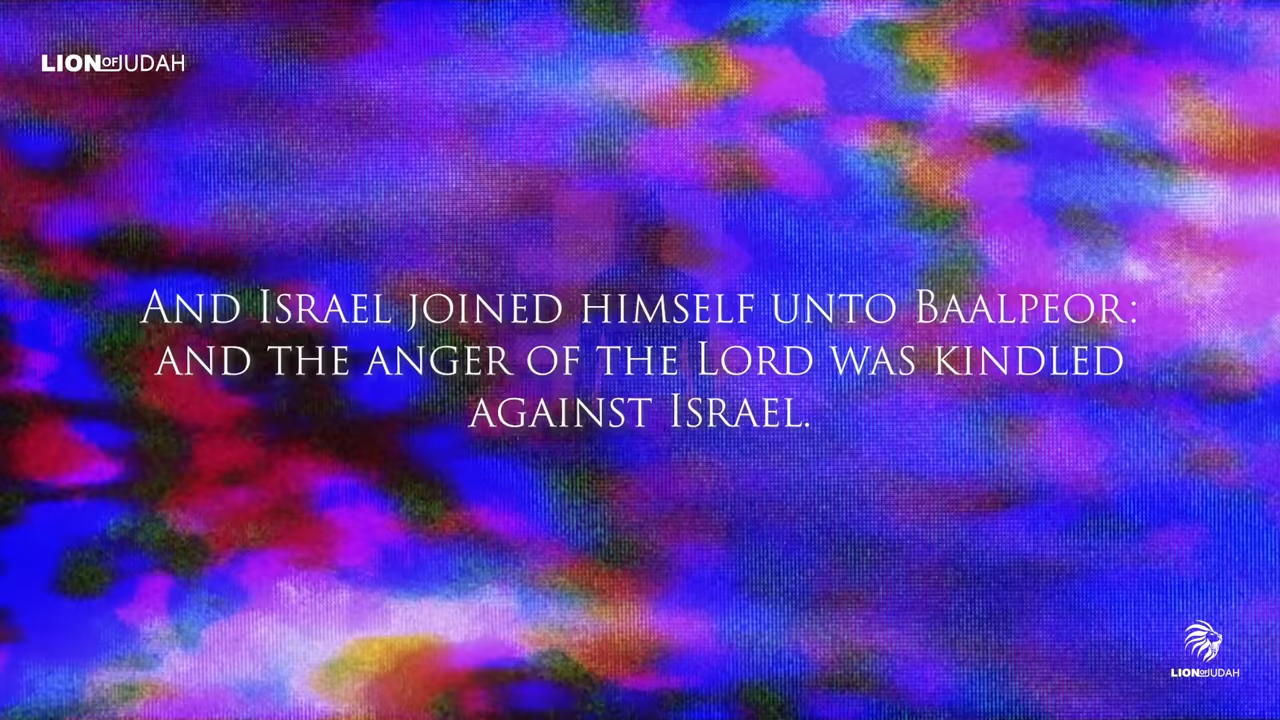 LION OF JUDAH
And Israel joined himself unto Baalpeor:
and the anger of the Lord was kindled
against Israel.
LION OF JUDAH